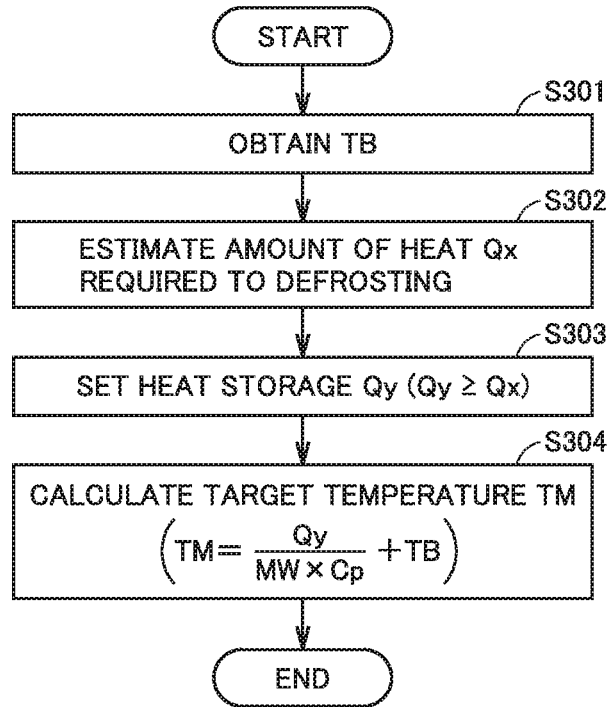 START
S301
OBTAIN TB
S302
ESTIMATE AMOUNT OF HEAT Qx
REQUIRED TO DEFROSTING
S303
SET HEAT STORAGE Qy (Qy ≥ Qx)
S304
CALCULATE TARGET TEMPERATURE TM
(TM = Qy / MW × Cp + TB)
END